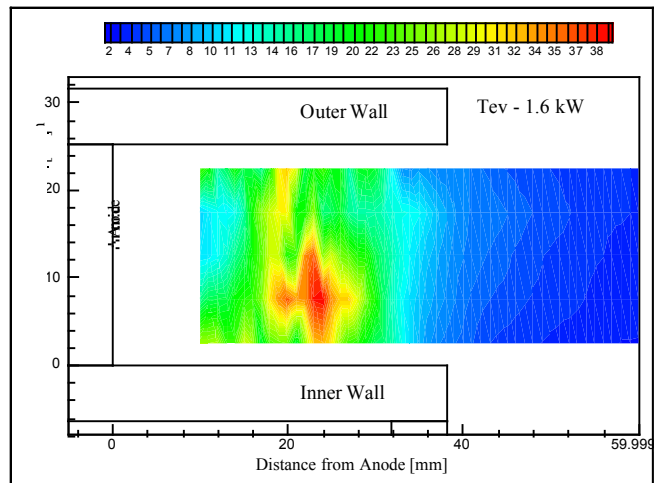 2 4 5 7 8 10 11 13 14 16 17 19 20 22 23 25 26 28 29 31 32 34 35 37 38
30
Outer Wall
Tev - 1.6 kW
20
Anode
10
0
Inner Wall
0 20 40 59.999
Distance from Anode [mm]